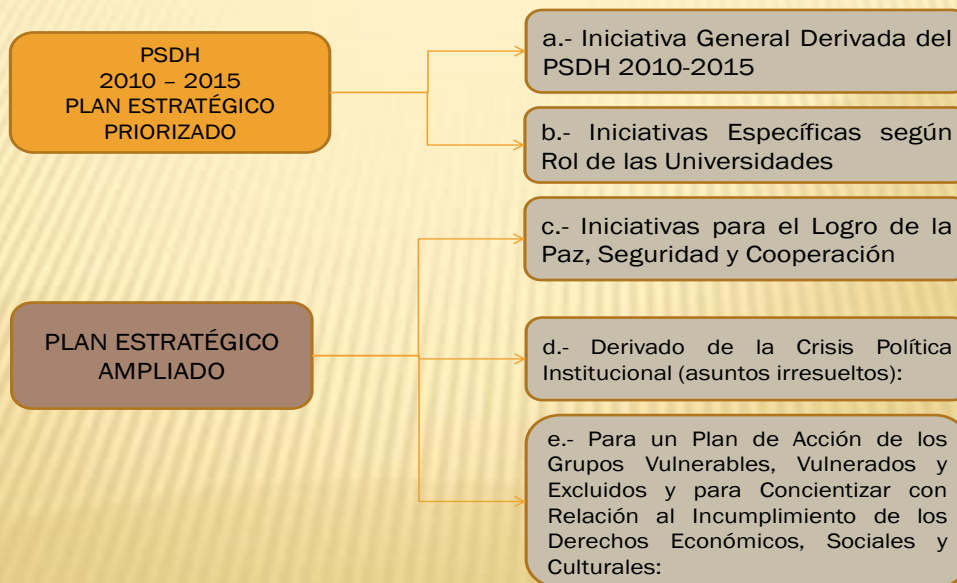 PSDH
2010 – 2015
PLAN ESTRATÉGICO
PRIORIZADO
a.- Iniciativa General Derivada del
PSDH 2010-2015
b.- Iniciativas Específicas según
Rol de las Universidades
PLAN ESTRATÉGICO
AMPLIADO
c.- Iniciativas para el Logro de la
Paz, Seguridad y Cooperación
d.- Derivado de la Crisis Política
Institucional (asuntos irresueltos):
e.- Para un Plan de Acción de los
Grupos Vulnerables, Vulnerados y
Excluidos y para Concientizar con
Relación al Incumplimiento de los
Derechos Económicos, Sociales y
Culturales: